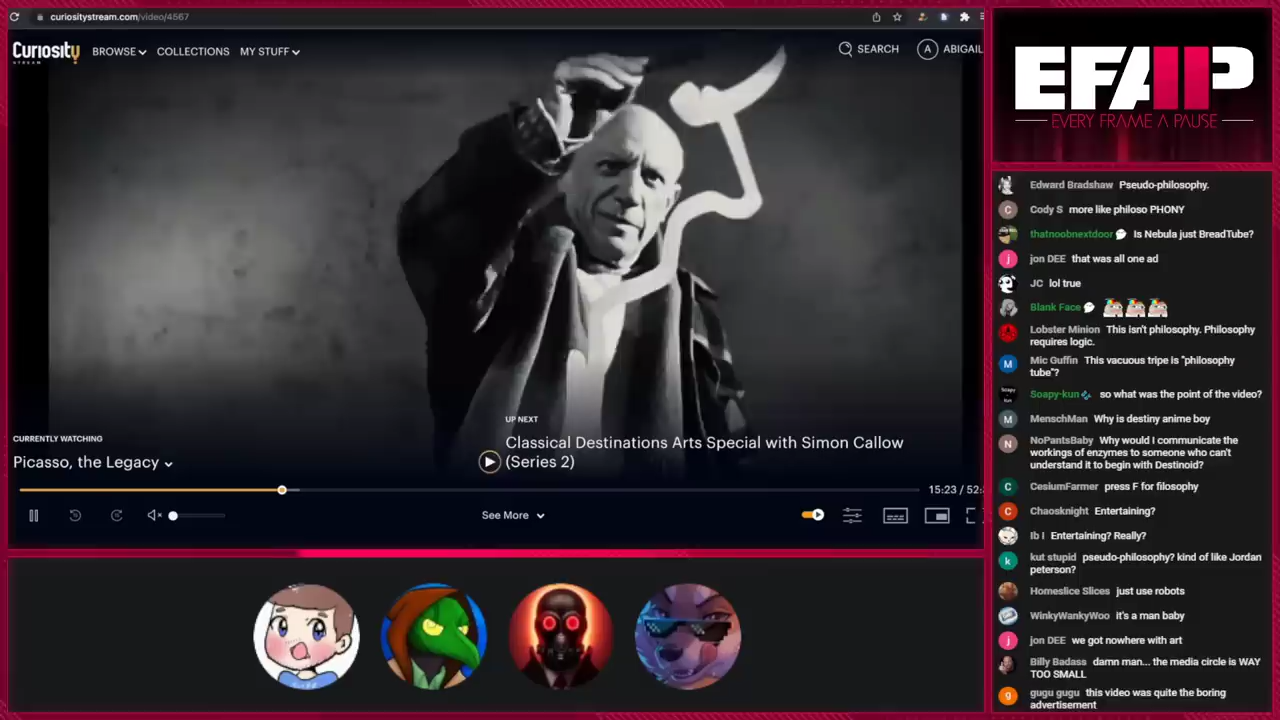 curiositystream.com/video/4567
Curiosity
STREAM
BROWSE
COLLECTIONS
MY STUFF
SEARCH
A
ABIGAIL
UP NEXT
Classical Destinations Arts Special with Simon Callow
(Series 2)
CURRENTLY WATCHING
Picasso, the Legacy
15:23 / 52:
See More
EFAP
EVERY FRAME A PAUSE
Edward Bradshaw Pseudo-philosophy.
C Cody S more like philoso PHONY
thatnoobnextdoor Is Nebula just BreadTube?
j jon DEE that was all one ad
JC lol true
Blank Face
Lobster Minion This isn't philosophy. Philosophy
requires logic.
M Mic Guffin This vacuous tripe is "philosophy
tube"?
Soapy-kun so what was the point of the video?
M MenschMan Why is destiny anime boy
N NoPantsBaby Why would I communicate the
workings of enzymes to someone who can't
understand it to begin with Destinoid?
C CesiumFarmer press F for filosophy
C Chaosknight Entertaining?
Ib I Entertaining? Really?
k kut stupid pseudo-philosophy? kind of like Jordan
peterson?
Homeslice Slices just use robots
WinkyWankyWoo it's a man baby
j jon DEE we got nowhere with art
Billy Badass damn man... the media circle is WAY
TOO SMALL
g gugu gugu this video was quite the boring
advertisement